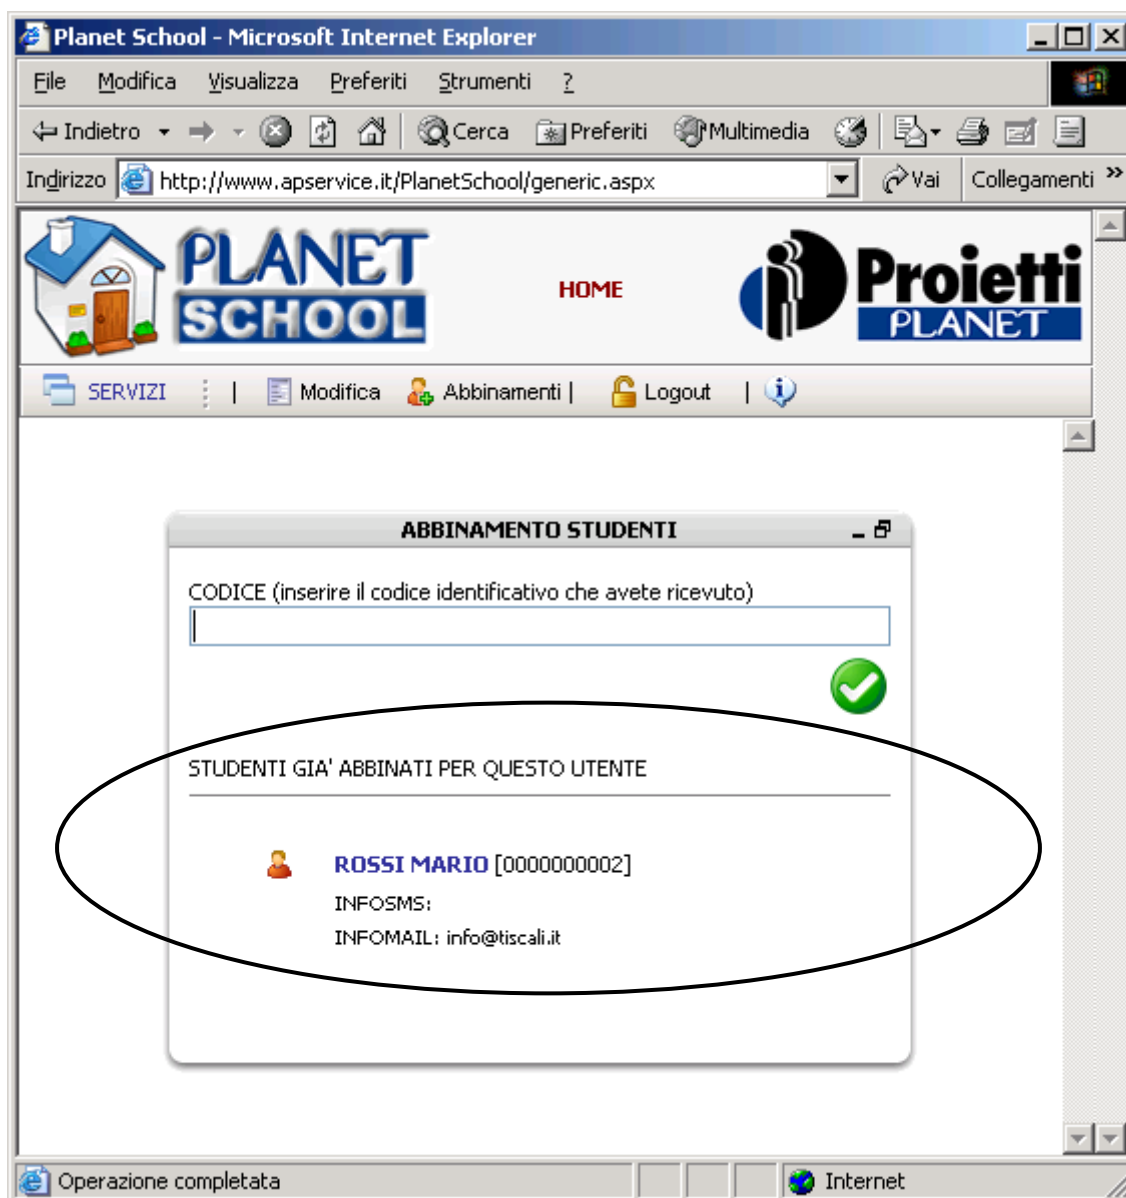 Planet School - Microsoft Internet Explorer
File Modifica Visualizza Preferiti Strumenti ?
Indietro Cerca Preferiti Multimedia
Indirizzo http://www.apservice.it/PlanetSchool/generic.aspx Vai Collegamenti »
PLANET
SCHOOL
HOME
Proietti
PLANET
SERVIZI | Modifica Abbinamenti | Logout |
ABBINAMENTO STUDENTI
CODICE (inserire il codice identificativo che avete ricevuto)
STUDENTI GIA' ABBINATI PER QUESTO UTENTE
ROSSI MARIO [0000000002]
INFOSMS:
INFOMAIL: info@tiscali.it
Operazione completata Internet